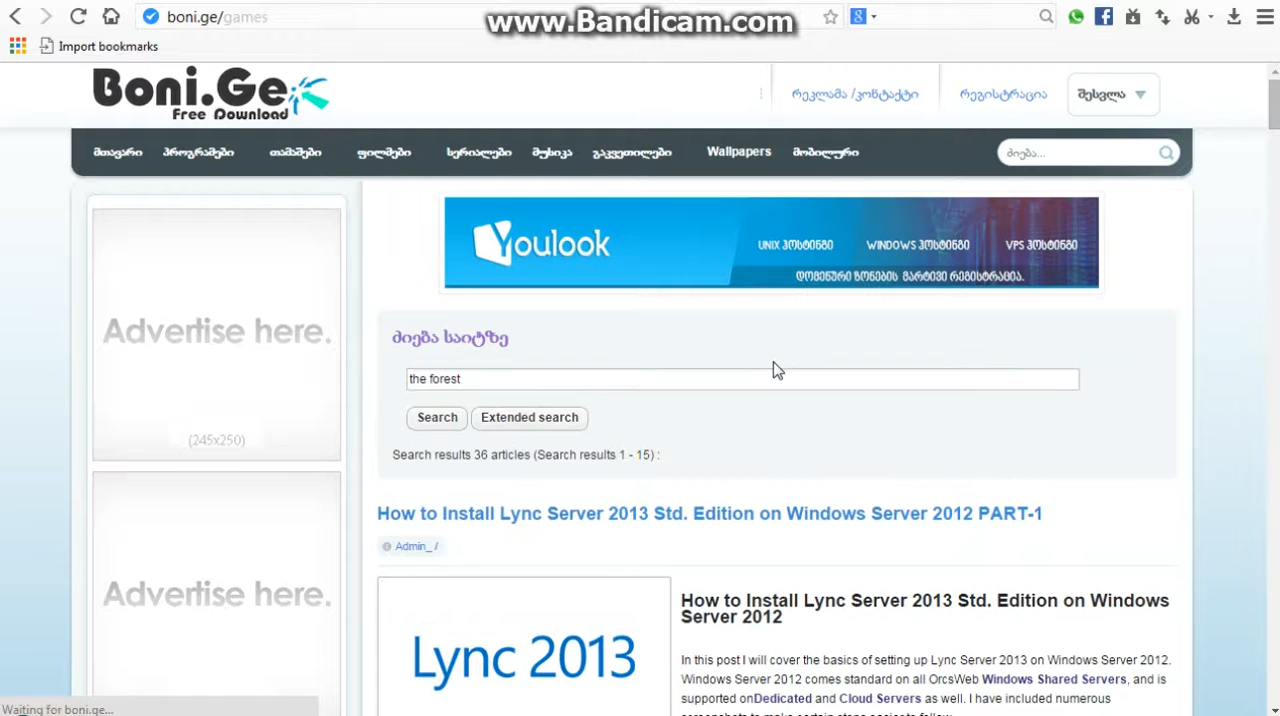 boni.ge/games
www.Bandicam.com
Import bookmarks
Boni.Ge
Free Download
რეკლამა /კონტაქტი
რეგისტრაცია
შესვლა
მთავარი
პროგრამები
თამაშები
ფილმები
სერიალები
მუსიკა
გაკვეთილები
Wallpapers
მობილური
ძიება...
Youlook
UNIX ჰოსტინგი
WINDOWS ჰოსტინგი
VPS ჰოსტინგი
დომენური ზონების მარტივი რეგისტრაცია.
Advertise here.
(245x250)
Advertise here.
ძიება საიტზე
the forest
Search
Extended search
Search results 36 articles (Search results 1 - 15) :
How to Install Lync Server 2013 Std. Edition on Windows Server 2012 PART-1
Admin_ /
Lync 2013
How to Install Lync Server 2013 Std. Edition on Windows
Server 2012
In this post I will cover the basics of setting up Lync Server 2013 on Windows Server 2012.
Windows Server 2012 comes standard on all OrcsWeb Windows Shared Servers, and is
supported onDedicated and Cloud Servers as well. I have included numerous
Waiting for boni.ge...